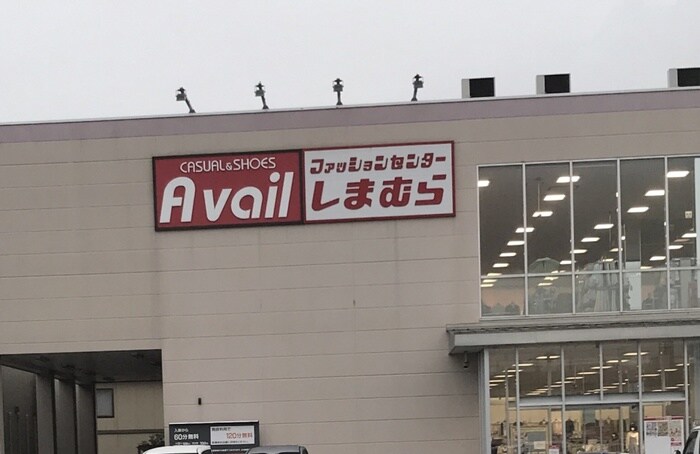 CASUAL&SHOES
Avail
ファッションセンター
しまむら
60分無料
120分無料